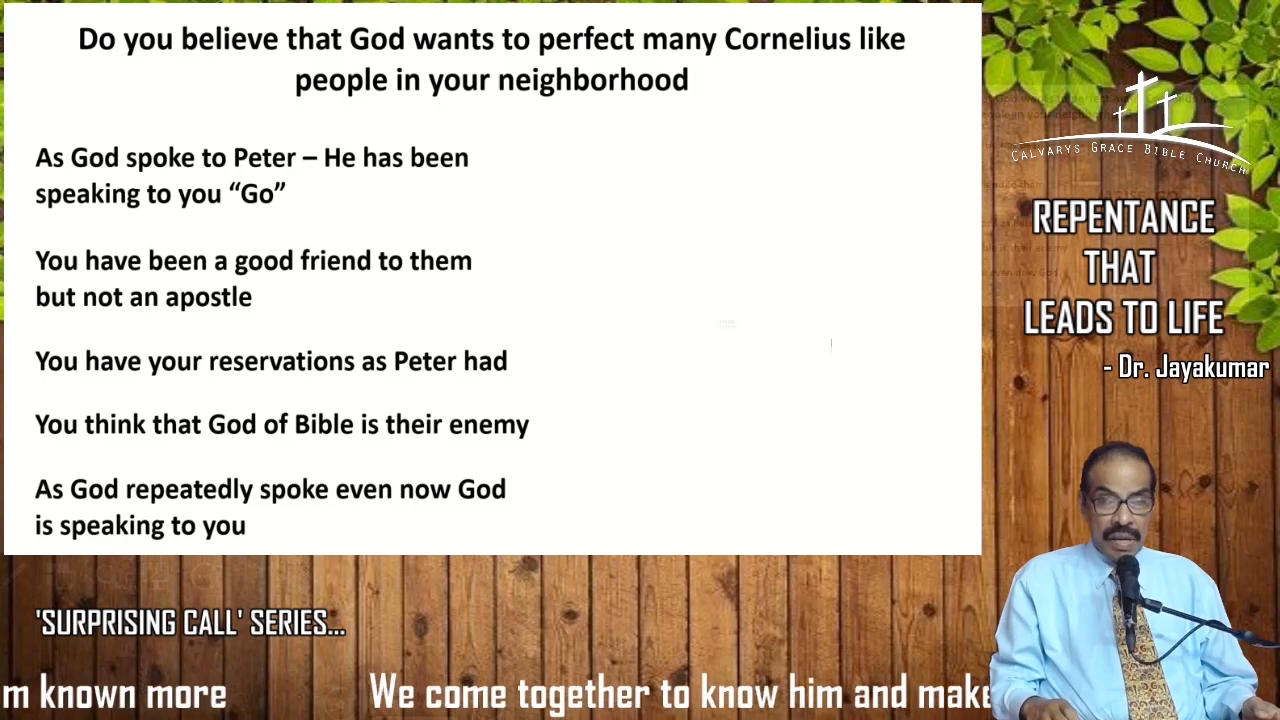 Do you believe that God wants to perfect many Cornelius like
people in your neighborhood
As God spoke to Peter – He has been
speaking to you “Go”
You have been a good friend to them
but not an apostle
You have your reservations as Peter had
You think that God of Bible is their enemy
As God repeatedly spoke even now God
is speaking to you
CALVARYS GRACE BIBLE CHURCH
REPENTANCE
THAT
LEADS TO LIFE
- Dr. Jayakumar
'SURPRISING CALL' SERIES...
m known more We come together to know him and make